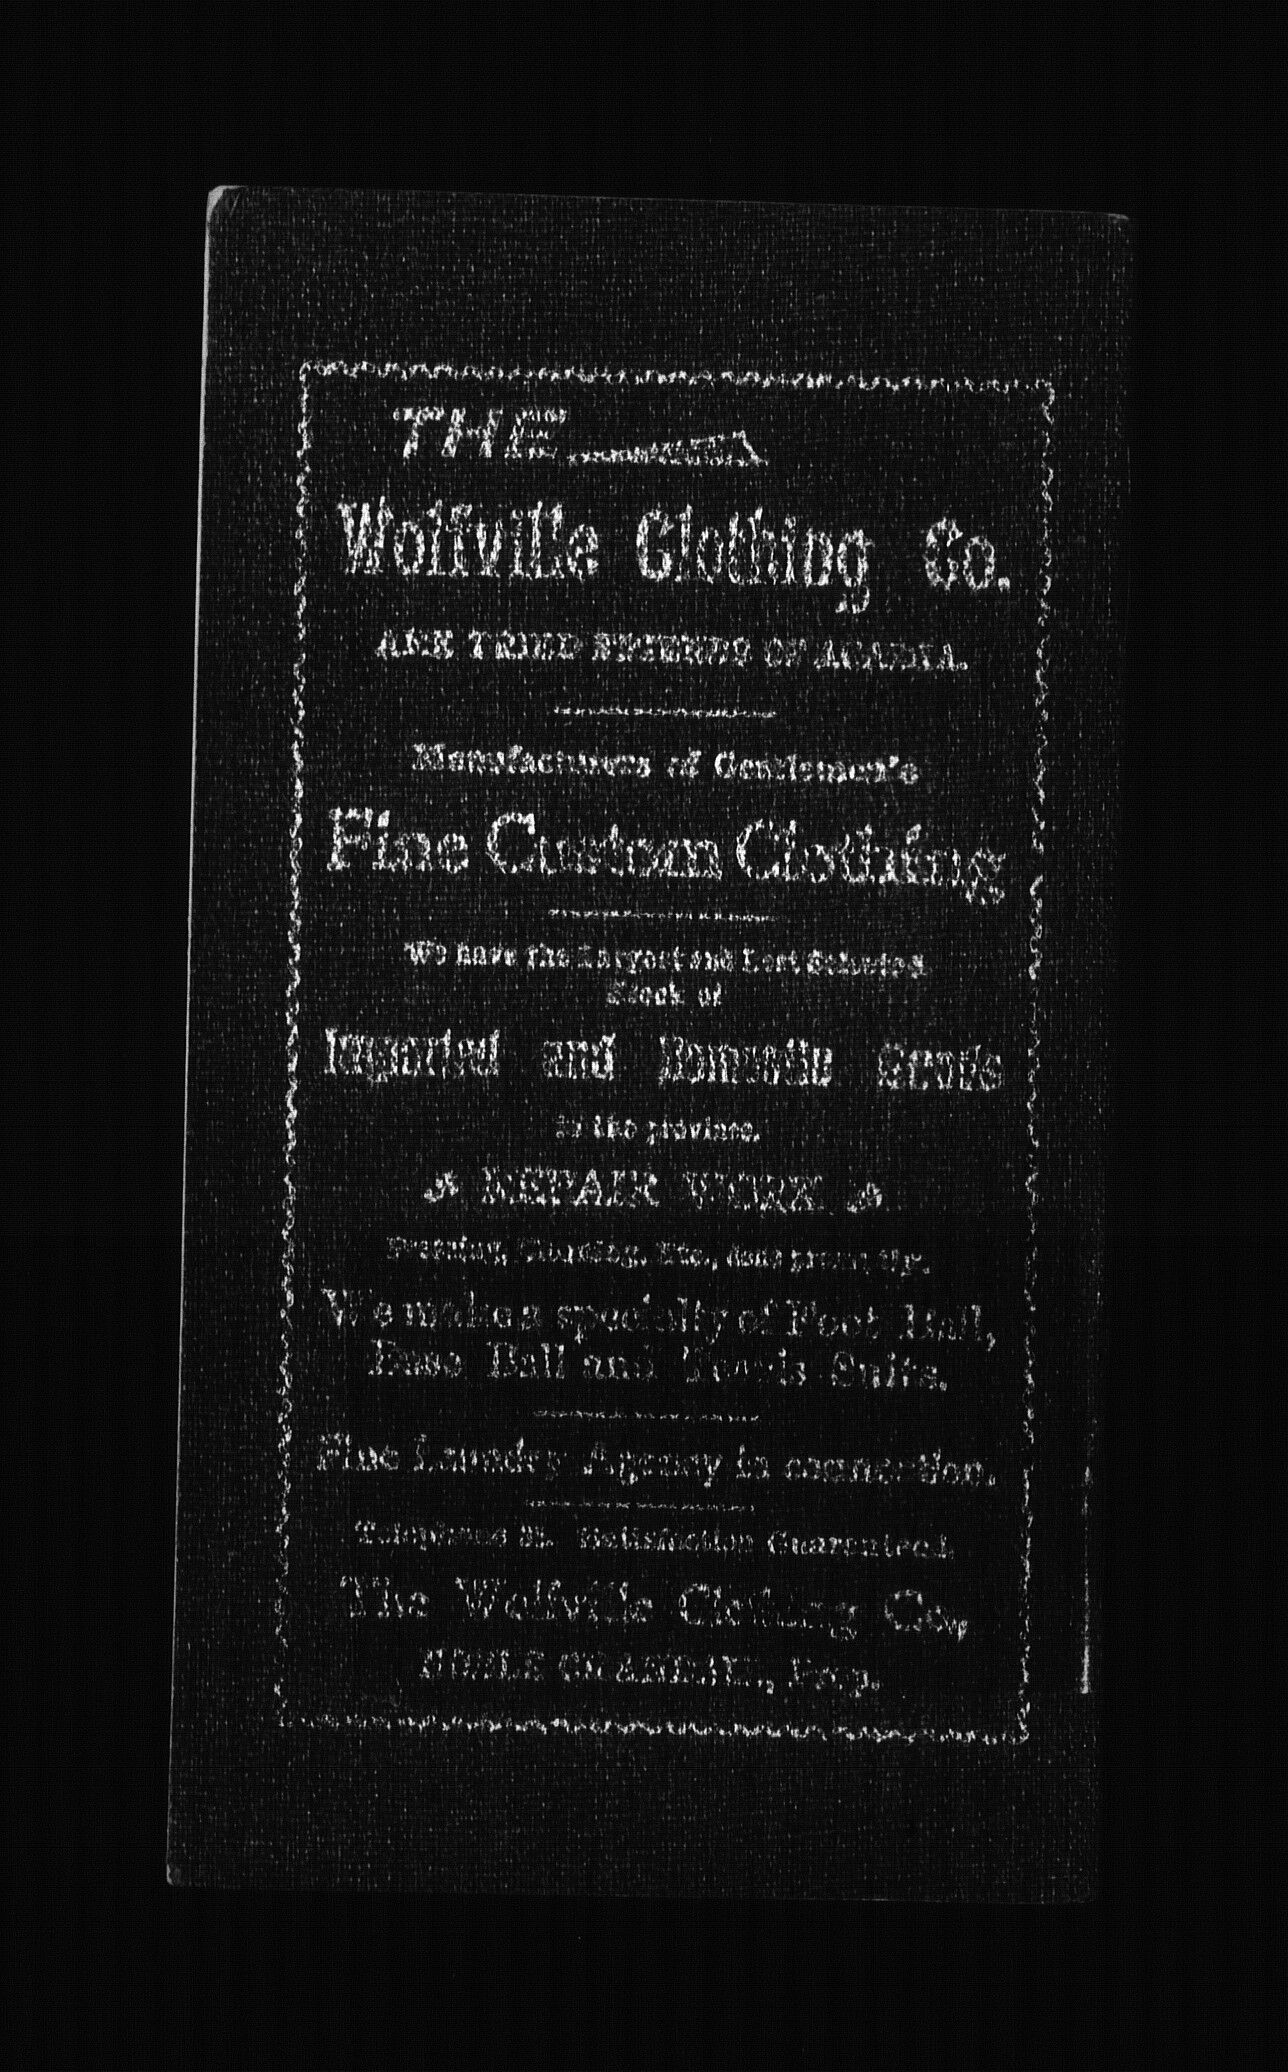 THE
Wolfville Clothing Co.
ARE TRIED FRIENDS OF ACADIA.
Manufacturers of Gentlemen's
Fine Custom Clothing
We have the Largest and Best Selected
Stock of
Imported and Domestic Goods
in the province.
REPAIR WORK
Pressing, Cleaning, Etc., done promptly.
We make a specialty of Foot Ball,
Base Ball and Tennis Suits.
Fine Laundry Agency in connection.
Telephone Satisfaction Guaranteed.
The Wolfville Clothing Co.,
NOBLE CRANDALL, Prop.